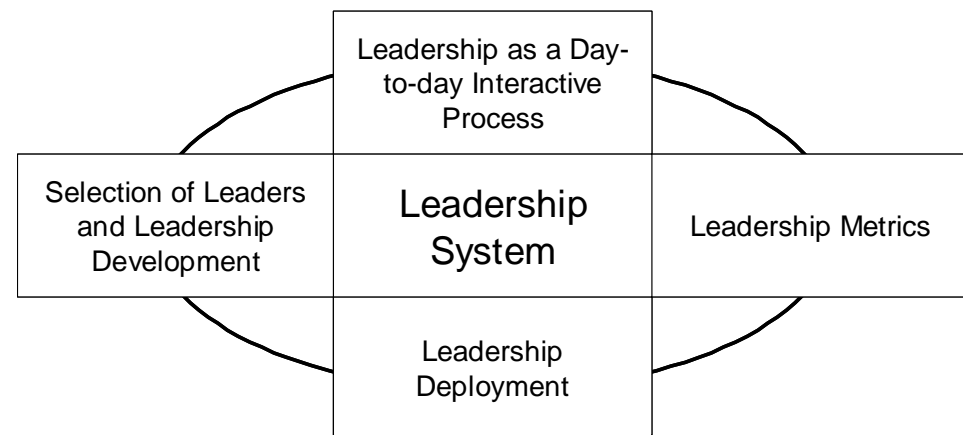 Leadership as a Day-
to-day Interactive
Process
Selection of Leaders
and Leadership
Development
Leadership
System
Leadership Metrics
Leadership
Deployment